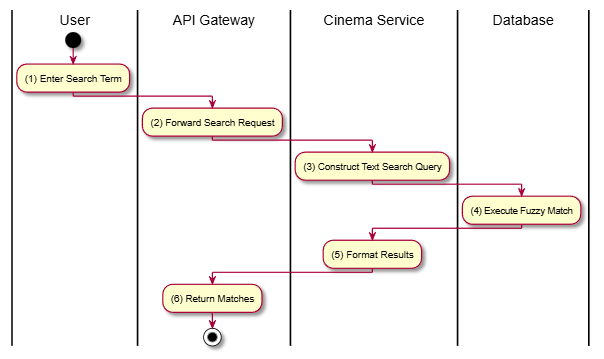 User
API Gateway
Cinema Service
Database
(1) Enter Search Term
(2) Forward Search Request
(3) Construct Text Search Query
(4) Execute Fuzzy Match
(5) Format Results
(6) Return Matches